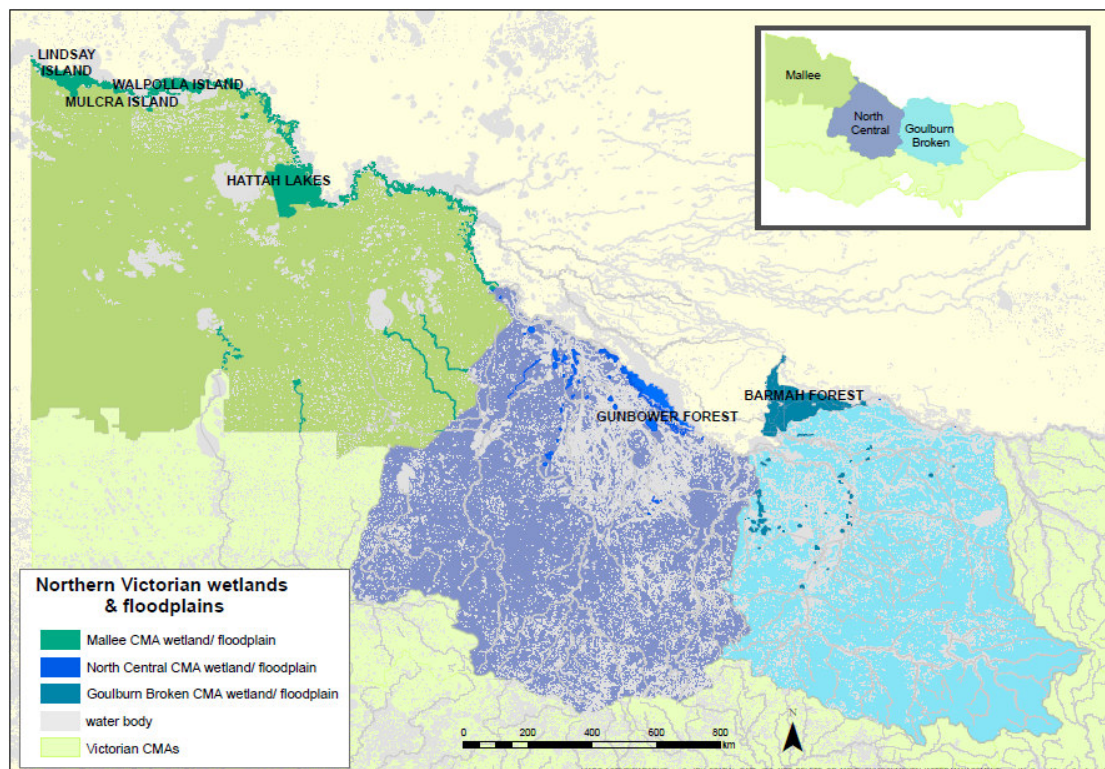 LINDSAY
ISLAND
WALPOLLA ISLAND
MULCRA ISLAND
HATTAH LAKES
Mallee
North
Central
Goulburn
Broken
BARMAH FOREST
GUNBOWER FOREST
Northern Victorian wetlands
& floodplains
Mallee CMA wetland/ floodplain
North Central CMA wetland/ floodplain
Goulburn Broken CMA wetland/ floodplain
water body
Victorian CMAs
N
0 200 400 600 800
km